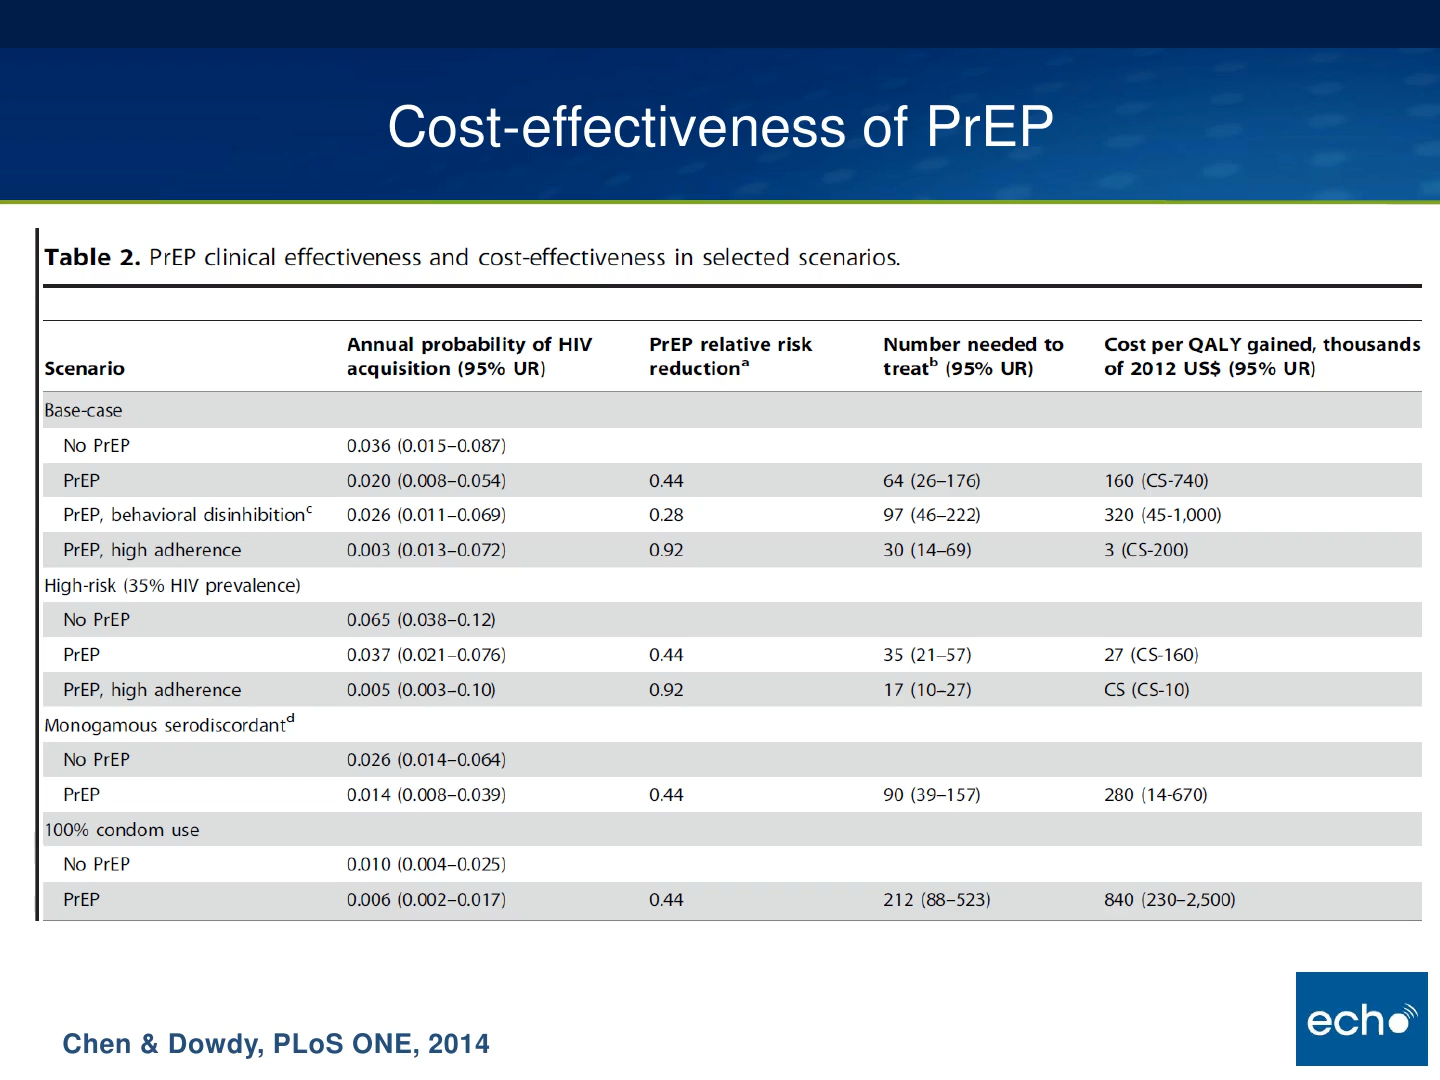 Cost-effectiveness of PrEP
Table 2. PrEP clinical effectiveness and cost-effectiveness in selected scenarios.
Scenario Annual probability of HIV acquisition (95% UR) PrEP relative risk reductionᵃ Number needed to treatᵇ (95% UR) Cost per QALY gained, thousands of 2012 US$ (95% UR)
Base-case
No PrEP 0.036 (0.015–0.087)
PrEP 0.020 (0.008–0.054) 0.44 64 (26–176) 160 (CS-740)
PrEP, behavioral disinhibitionᶜ 0.026 (0.011–0.069) 0.28 97 (46–222) 320 (45-1,000)
PrEP, high adherence 0.003 (0.013–0.072) 0.92 30 (14–69) 3 (CS-200)
High-risk (35% HIV prevalence)
No PrEP 0.065 (0.038–0.12)
PrEP 0.037 (0.021–0.076) 0.44 35 (21–57) 27 (CS-160)
PrEP, high adherence 0.005 (0.003–0.10) 0.92 17 (10–27) CS (CS-10)
Monogamous serodiscordantᵈ
No PrEP 0.026 (0.014–0.064)
PrEP 0.014 (0.008–0.039) 0.44 90 (39–157) 280 (14-670)
100% condom use
No PrEP 0.010 (0.004–0.025)
PrEP 0.006 (0.002–0.017) 0.44 212 (88–523) 840 (230–2,500)
Chen & Dowdy, PLoS ONE, 2014
echo